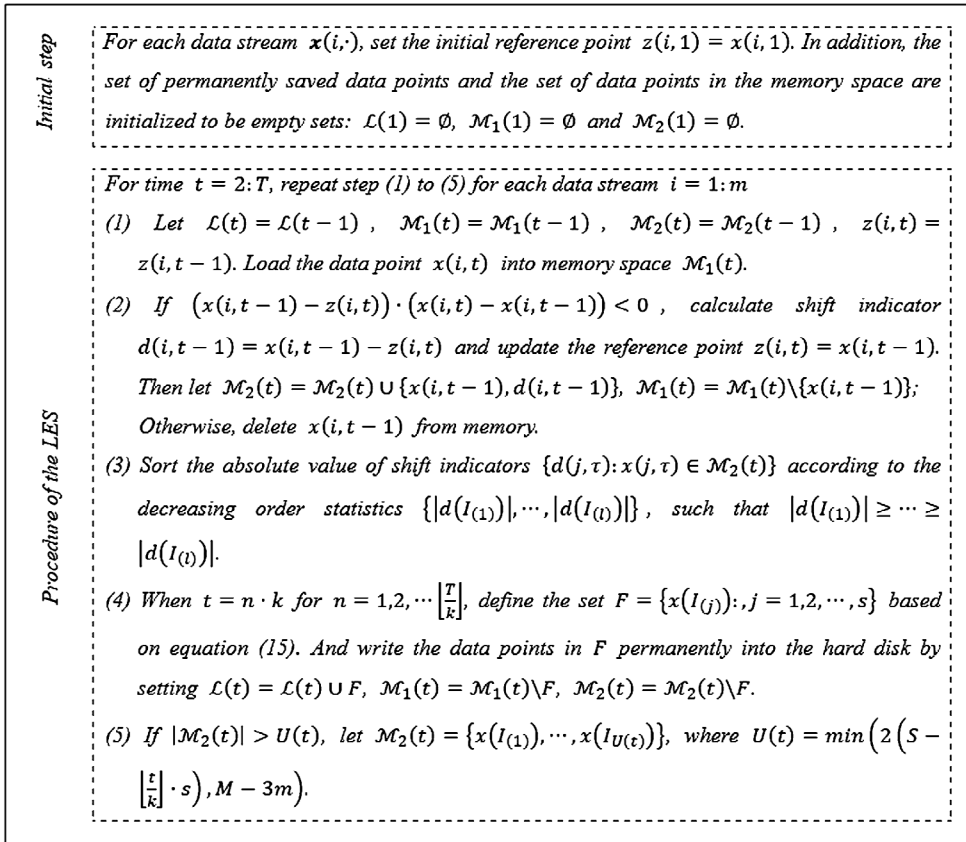 Initial step
For each data stream x(i,·), set the initial reference point z(i, 1) = x(i, 1). In addition, the
set of permanently saved data points and the set of data points in the memory space are
initialized to be empty sets: ℒ(1) = ∅, ℳ₁(1) = ∅ and ℳ₂(1) = ∅.
Procedure of the LES
For time t = 2: T, repeat step (1) to (5) for each data stream i = 1: m
(1) Let ℒ(t) = ℒ(t − 1) , ℳ₁(t) = ℳ₁(t − 1) , ℳ₂(t) = ℳ₂(t − 1) , z(i, t) =
z(i, t − 1). Load the data point x(i, t) into memory space ℳ₁(t).
(2) If (x(i, t − 1) − z(i, t)) · (x(i, t) − x(i, t − 1)) < 0 , calculate shift indicator
d(i, t − 1) = x(i, t − 1) − z(i, t) and update the reference point z(i, t) = x(i, t − 1).
Then let ℳ₂(t) = ℳ₂(t) ∪ {x(i, t − 1), d(i, t − 1)}, ℳ₁(t) = ℳ₁(t)\{x(i, t − 1)};
Otherwise, delete x(i, t − 1) from memory.
(3) Sort the absolute value of shift indicators {d(j, τ): x(j, τ) ∈ ℳ₂(t)} according to the
decreasing order statistics {|d(I₍₁₎)|, ⋯, |d(I₍ₗ₎)|} , such that |d(I₍₁₎)| ≥ ⋯ ≥
|d(I₍ₗ₎)|.
(4) When t = n · k for n = 1,2, ⋯ ⌊T/k⌋, define the set F = {x(I₍ⱼ₎):, j = 1,2, ⋯, s} based
on equation (15). And write the data points in F permanently into the hard disk by
setting ℒ(t) = ℒ(t) ∪ F, ℳ₁(t) = ℳ₁(t)\F, ℳ₂(t) = ℳ₂(t)\F.
(5) If |ℳ₂(t)| > U(t), let ℳ₂(t) = {x(I₍₁₎), ⋯, x(I_{U(t)})}, where U(t) = min (2 (S −
⌊t/k⌋ · s) , M − 3m).